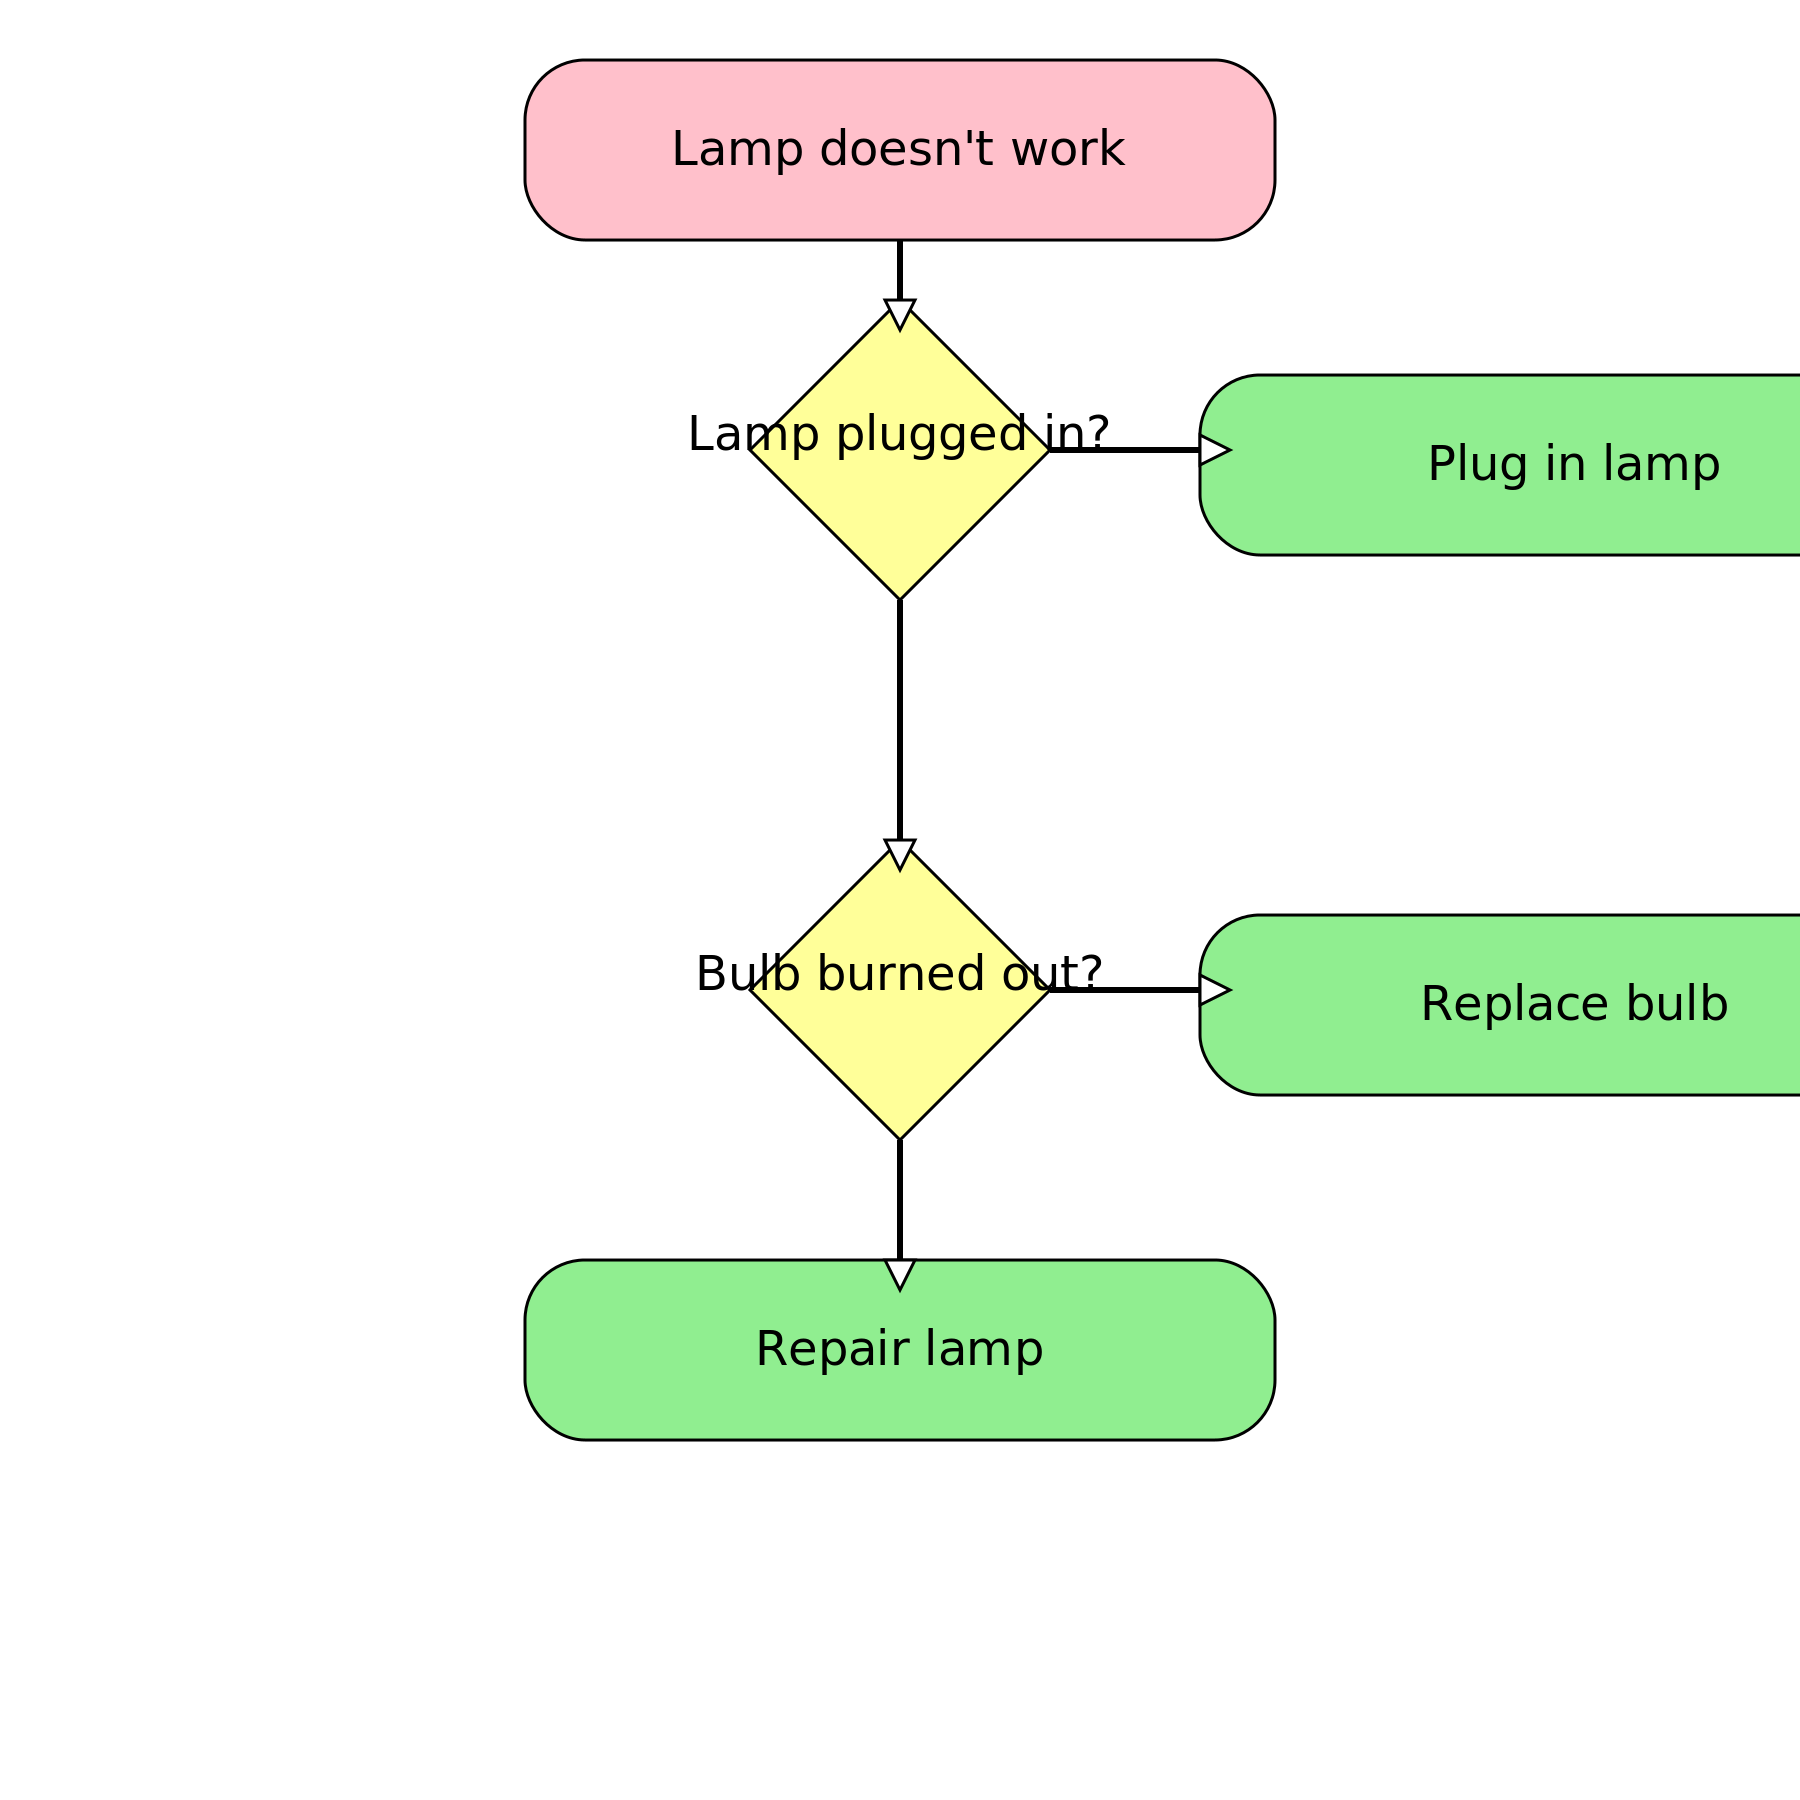 Lamp doesn't work
Lamp plugged in?
Plug in lamp
Bulb burned out?
Replace bulb
Repair lamp